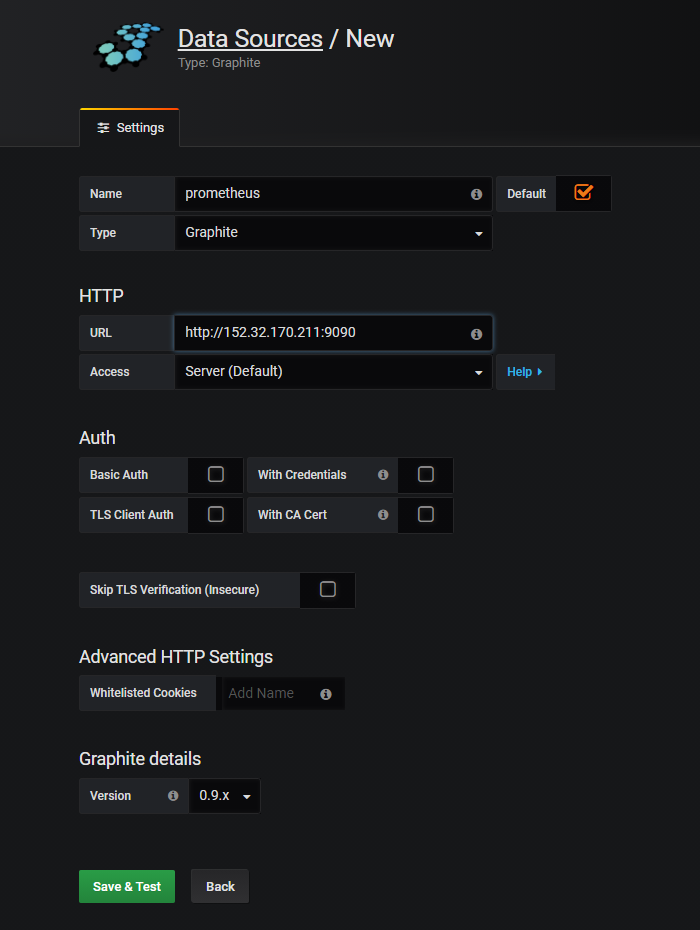 Data Sources / New
Type: Graphite
Settings
Name prometheus Default
Type Graphite
HTTP
URL http://152.32.170.211:9090
Access Server (Default) Help
Auth
Basic Auth With Credentials
TLS Client Auth With CA Cert
Skip TLS Verification (Insecure)
Advanced HTTP Settings
Whitelisted Cookies Add Name
Graphite details
Version 0.9.x
Save & Test Back